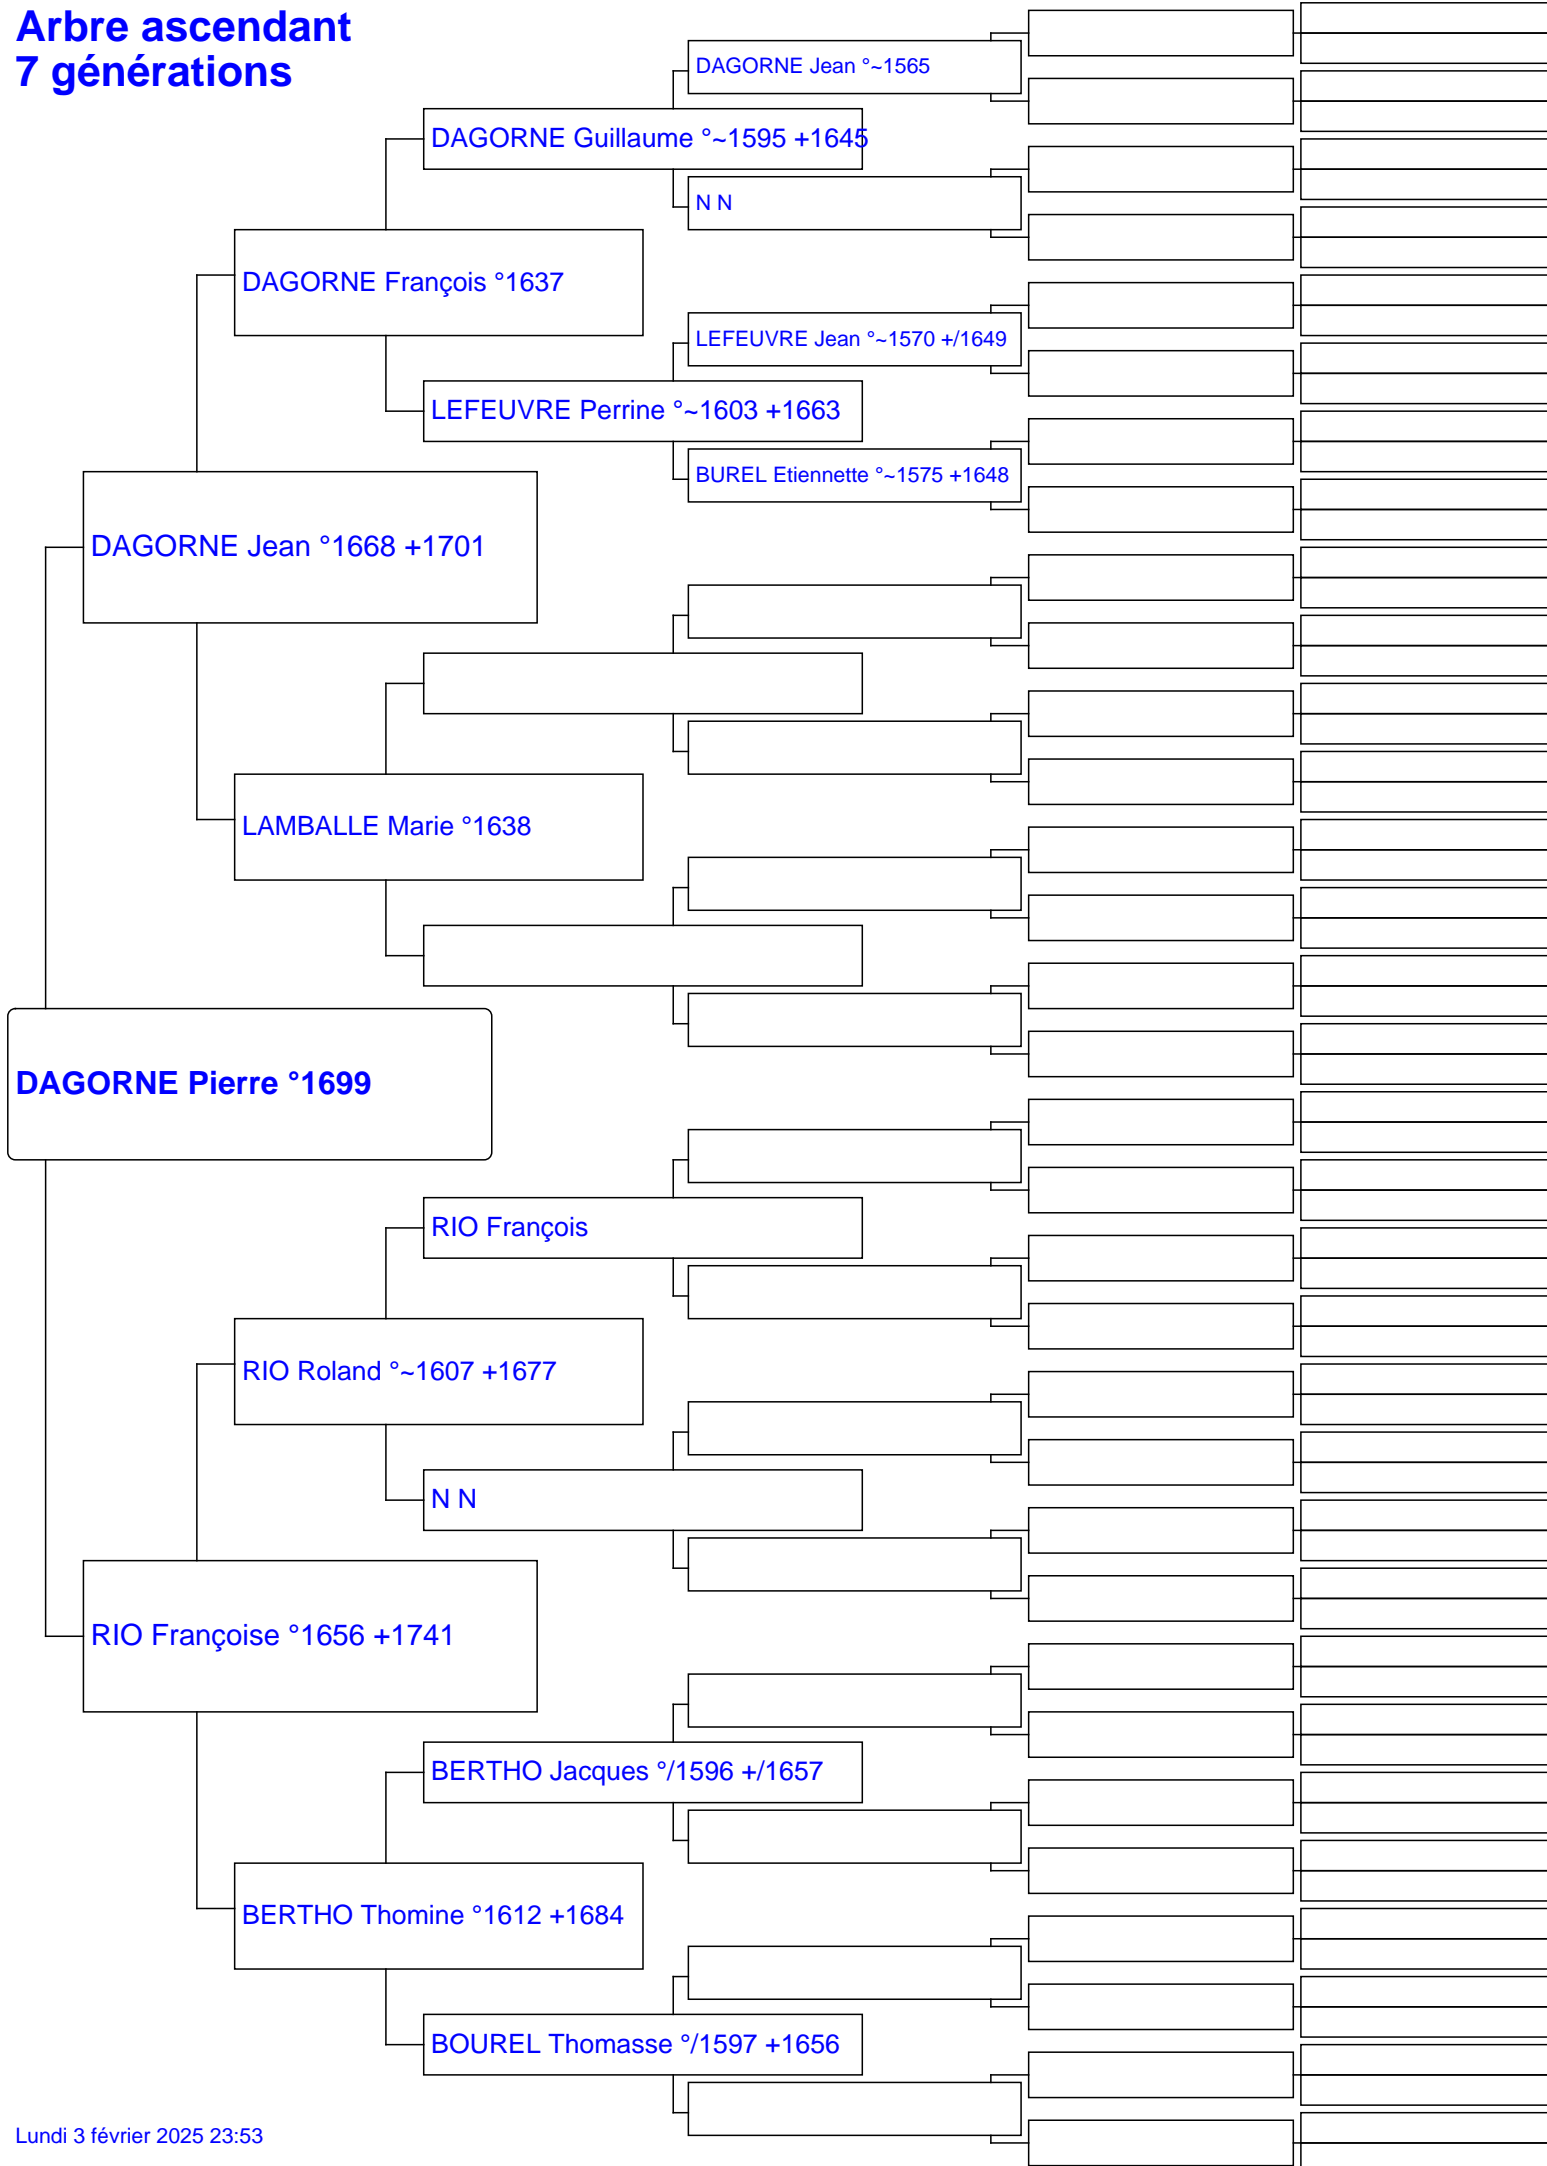 Arbre ascendant
7 générations
DAGORNE Jean °~1565
DAGORNE Guillaume °~1595 +1645
N N
DAGORNE François °1637
LEFEUVRE Jean °~1570 +/1649
LEFEUVRE Perrine °~1603 +1663
BUREL Etiennette °~1575 +1648
DAGORNE Jean °1668 +1701
LAMBALLE Marie °1638
DAGORNE Pierre °1699
RIO François
RIO Roland °~1607 +1677
N N
RIO Françoise °1656 +1741
BERTHO Jacques °/1596 +/1657
BERTHO Thomine °1612 +1684
BOUREL Thomasse °/1597 +1656
Lundi 3 février 2025 23:53